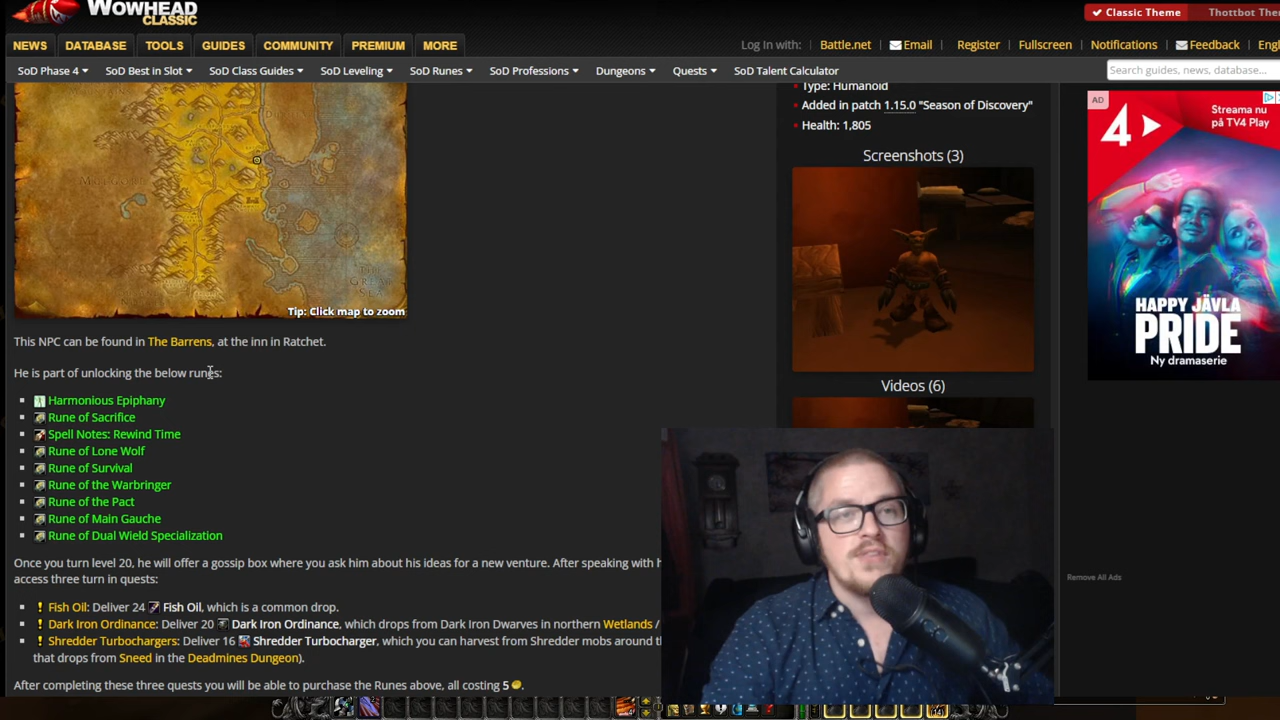 WOWHEAD
CLASSIC
Classic Theme
Thottbot
NEWS DATABASE TOOLS GUIDES COMMUNITY PREMIUM MORE
Log In with: Battle.net Email Register Fullscreen Notifications Feedback
SoD Phase 4 SoD Best in Slot SoD Class Guides SoD Leveling SoD Runes SoD Professions Dungeons Quests SoD Talent Calculator
Search guides, news, database...
Type: Humanoid
Added in patch 1.15.0 "Season of Discovery"
Health: 1,805
Screenshots (3)
Videos (6)
AD
4
Streama nu
på TV4 Play
HAPPY JÄVLA
PRIDE
Ny dramaserie
Remove All Ads
Tip: Click map to zoom
This NPC can be found in The Barrens, at the inn in Ratchet.
He is part of unlocking the below runes:
Harmonious Epiphany
Rune of Sacrifice
Spell Notes: Rewind Time
Rune of Lone Wolf
Rune of Survival
Rune of the Warbringer
Rune of the Pact
Rune of Main Gauche
Rune of Dual Wield Specialization
Once you turn level 20, he will offer a gossip box where you ask him about his ideas for a new venture. After speaking with
access three turn in quests:
Fish Oil: Deliver 24 Fish Oil, which is a common drop.
Dark Iron Ordinance: Deliver 20 Dark Iron Ordinance, which drops from Dark Iron Dwarves in northern Wetlands /
Shredder Turbochargers: Deliver 16 Shredder Turbocharger, which you can harvest from Shredder mobs around
that drops from Sneed in the Deadmines Dungeon).
After completing these three quests you will be able to purchase the Runes above, all costing 5 .